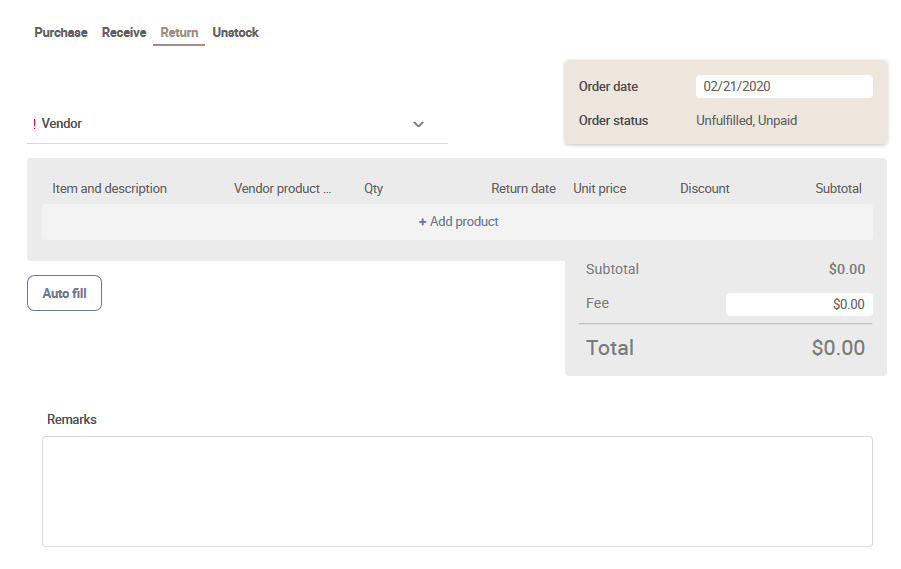 Purchase Receive Return Unstock
Order date 02/21/2020
! Vendor
Order status Unfulfilled, Unpaid
Item and description Vendor product ... Qty Return date Unit price Discount Subtotal
+ Add product
Subtotal $0.00
Auto fill
Fee $0.00
Total $0.00
Remarks